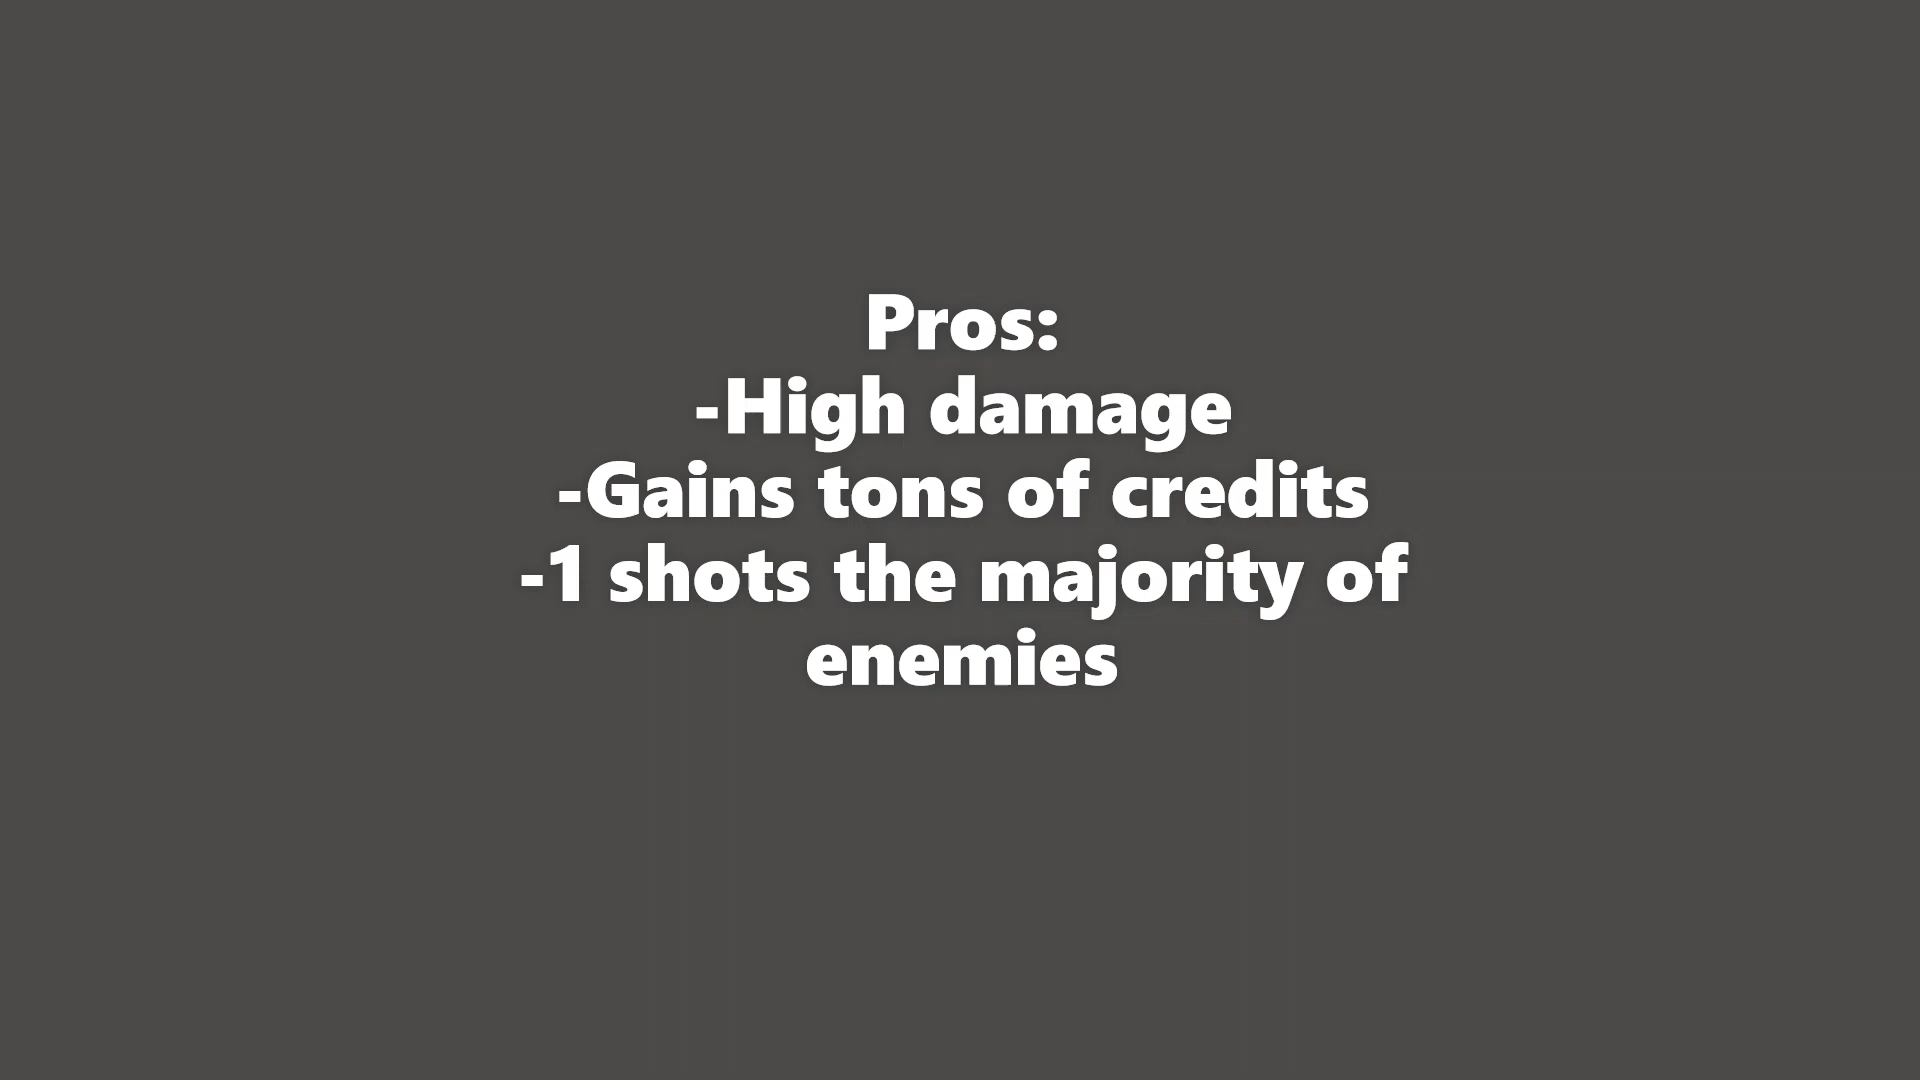 Pros:
-High damage
-Gains tons of credits
-1 shots the majority of
enemies